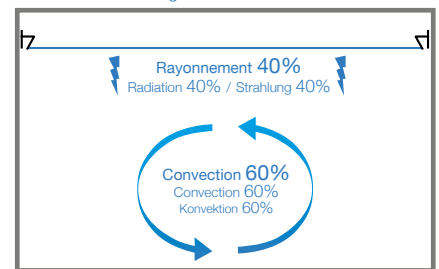 Rayonnement 40%
Radiation 40% / Strahlung 40%
Convection 60%
Convection 60%
Konvektion 60%